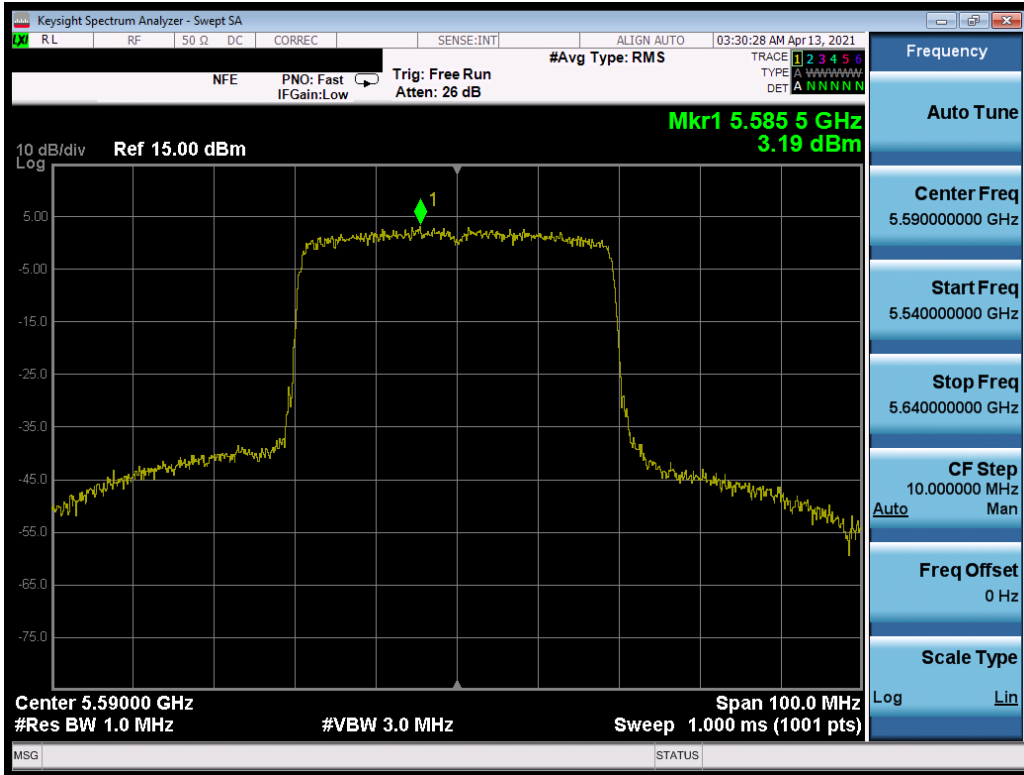 Keysight Spectrum Analyzer - Swept SA
LXI RL RF 50 Ω DC CORREC SENSE:INT ALIGN AUTO 03:30:28 AM Apr 13, 2021
NFE PNO: Fast IFGain:Low Trig: Free Run Atten: 26 dB #Avg Type: RMS
TRACE 1 2 3 4 5 6
TYPE A WWWWW
DET A N N N N N
Mkr1 5.585 5 GHz
3.19 dBm
10 dB/div Ref 15.00 dBm
Log
1
5.00
-5.00
-15.0
-25.0
-35.0
-45.0
-55.0
-65.0
-75.0
Center 5.59000 GHz Span 100.0 MHz
#Res BW 1.0 MHz #VBW 3.0 MHz Sweep 1.000 ms (1001 pts)
MSG STATUS
Frequency
Auto Tune
Center Freq
5.590000000 GHz
Start Freq
5.540000000 GHz
Stop Freq
5.640000000 GHz
CF Step
10.000000 MHz
Auto Man
Freq Offset
0 Hz
Scale Type
Log Lin